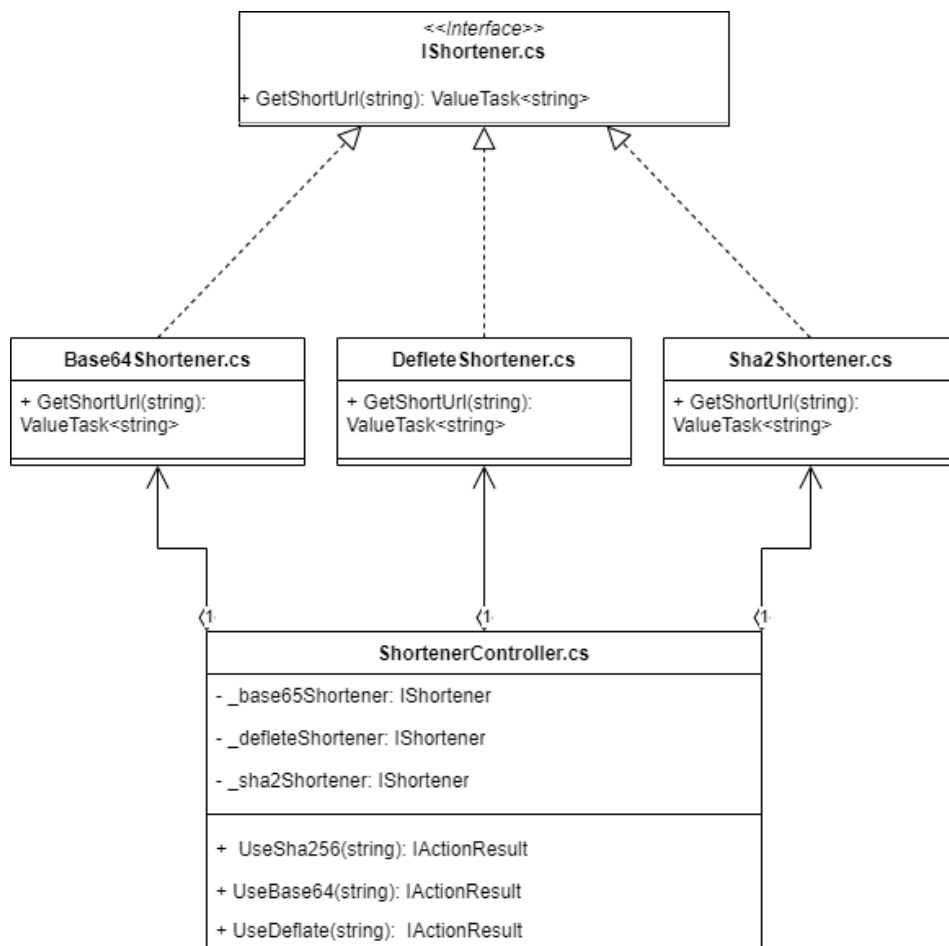 <<Interface>>
IShortener.cs
+ GetShortUrl(string): ValueTask<string>
Base64Shortener.cs
+ GetShortUrl(string):
ValueTask<string>
DefleteShortener.cs
+ GetShortUrl(string):
ValueTask<string>
Sha2Shortener.cs
+ GetShortUrl(string):
ValueTask<string>
1
1
1
ShortenerController.cs
- _base65Shortener: IShortener
- _defleteShortener: IShortener
- _sha2Shortener: IShortener
+ UseSha256(string): IActionResult
+ UseBase64(string): IActionResult
+ UseDeflate(string): IActionResult